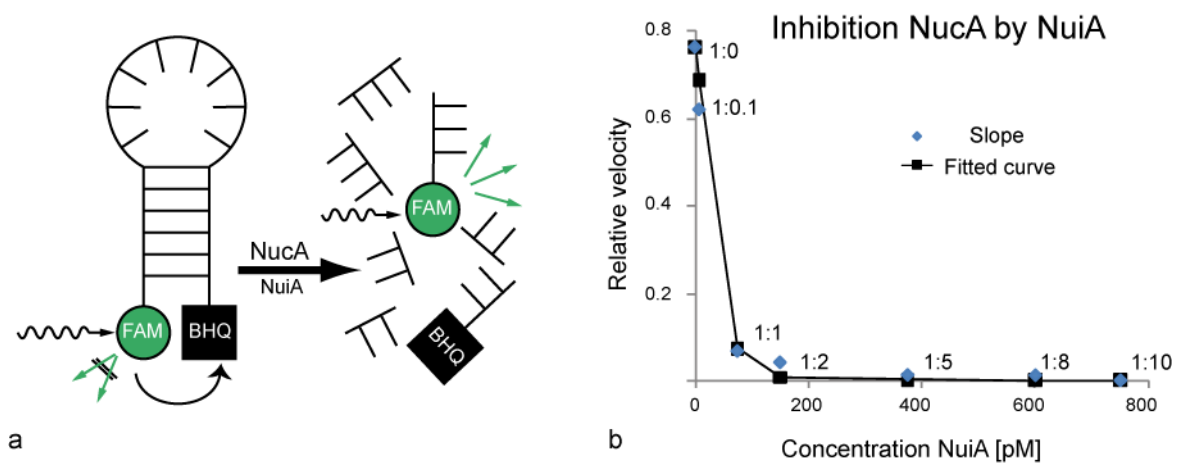 FAM
BHQ
NucA
NuiA
FAM
BHQ
a
Inhibition NucA by NuiA
Relative velocity
0.8
0.6
0.4
0.2
0
200
400
600
800
1:0
1:0.1
1:1
1:2
1:5
1:8
1:10
Slope
Fitted curve
Concentration NuiA [pM]
b